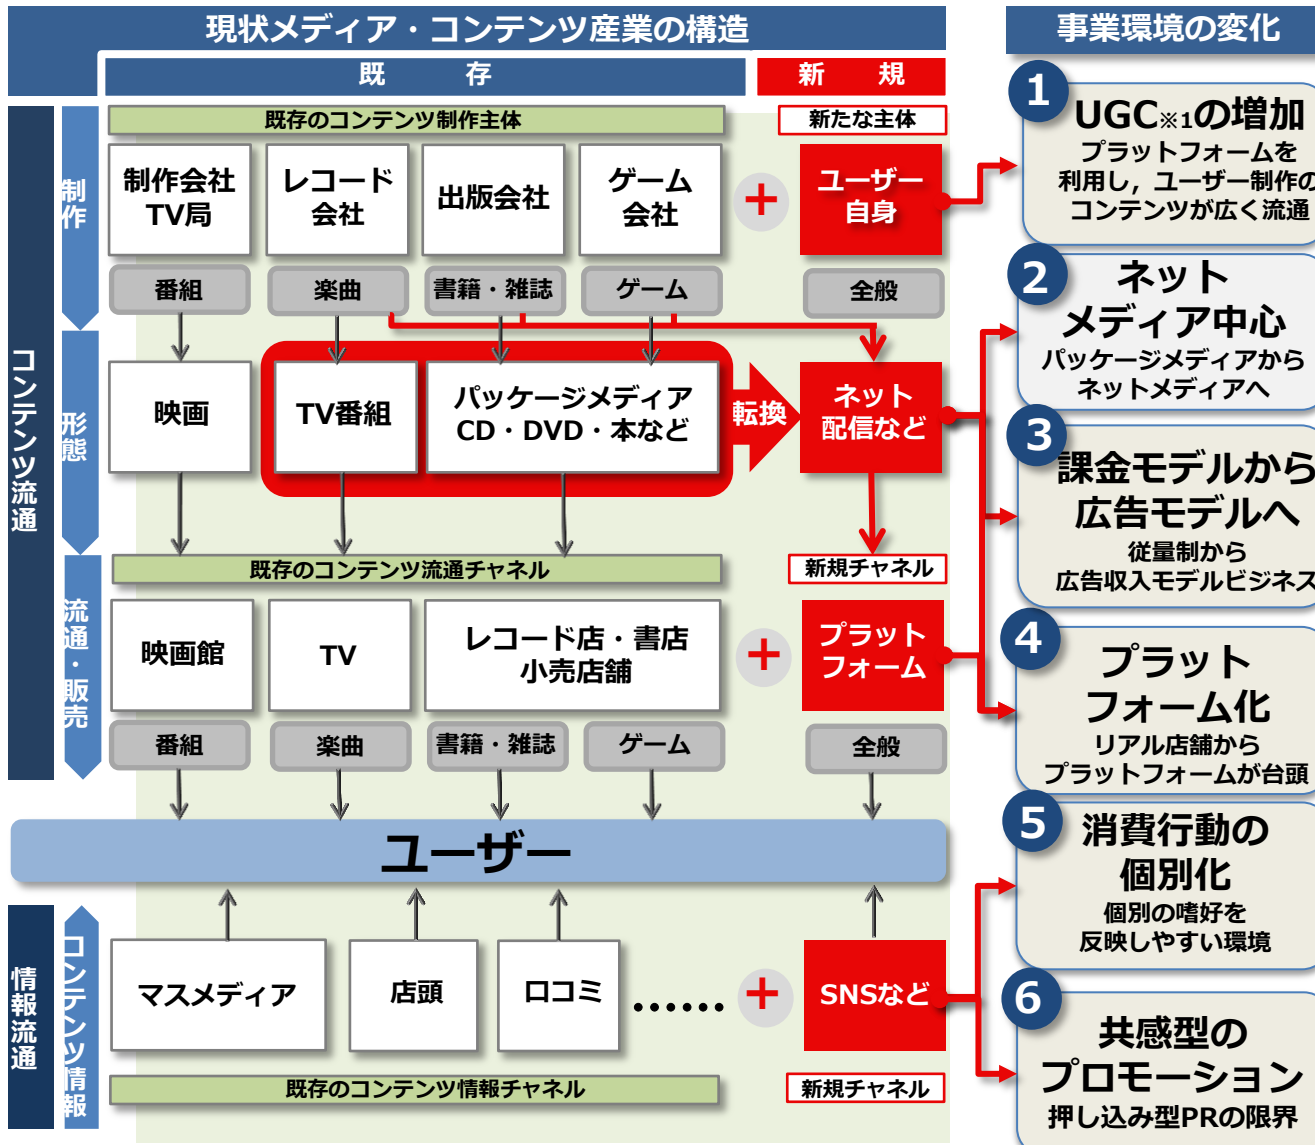 現状メディア・コンテンツ産業の構造
事業環境の変化
既 存
新 規
既存のコンテンツ制作主体
新たな主体
コンテンツ流通
制作
制作会社
TV局
レコード
会社
出版会社
ゲーム
会社
+
ユーザー
自身
番組
楽曲
書籍・雑誌
ゲーム
全般
形態
映画
TV番組
パッケージメディア
CD・DVD・本など
転換
ネット
配信など
既存のコンテンツ流通チャネル
新規チャネル
流通・販売
映画館
TV
レコード店・書店
小売店舗
+
プラット
フォーム
番組
楽曲
書籍・雑誌
ゲーム
全般
ユーザー
情報流通
コンテンツ情報
マスメディア
店頭
口コミ
……
+
SNSなど
既存のコンテンツ情報チャネル
新規チャネル
1
UGC※1の増加
プラットフォームを
利用し，ユーザー制作の
コンテンツが広く流通
2
ネット
メディア中心
パッケージメディアから
ネットメディアへ
3
課金モデルから
広告モデルへ
従量制から
広告収入モデルビジネス
4
プラット
フォーム化
リアル店舗から
プラットフォームが台頭
5
消費行動の
個別化
個別の嗜好を
反映しやすい環境
6
共感型の
プロモーション
押し込み型PRの限界